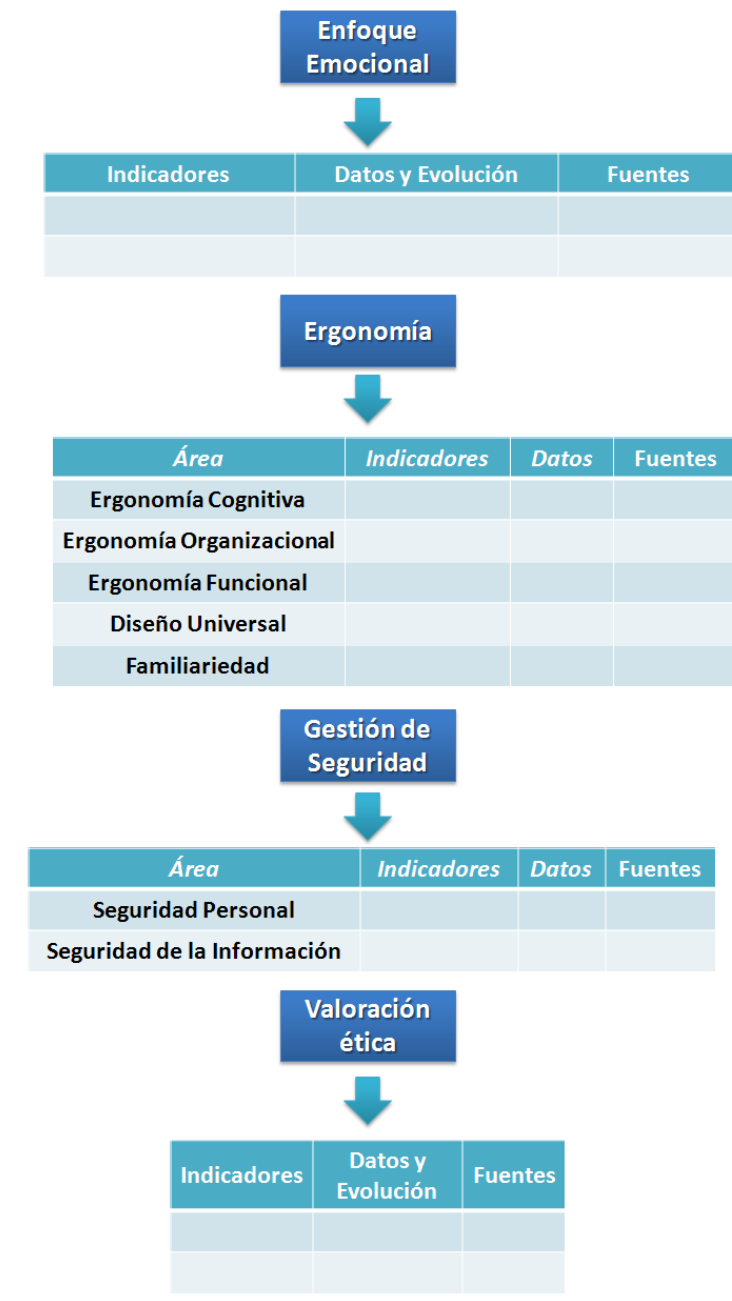 Enfoque
Emocional
Indicadores Datos y Evolución Fuentes
Ergonomía
Área Indicadores Datos Fuentes
Ergonomía Cognitiva
Ergonomía Organizacional
Ergonomía Funcional
Diseño Universal
Familiariedad
Gestión de
Seguridad
Área Indicadores Datos Fuentes
Seguridad Personal
Seguridad de la Información
Valoración
ética
Indicadores Datos y Evolución Fuentes